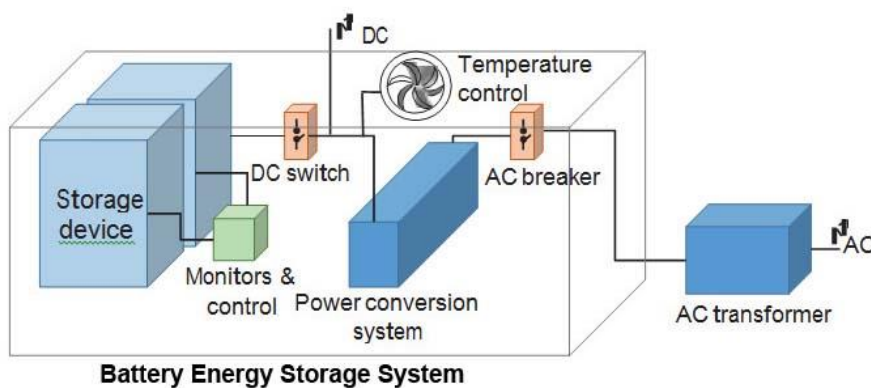 DC
Temperature
control
DC switch
AC breaker
Storage
device
Monitors &
control
Power conversion
system
AC
AC transformer
Battery Energy Storage System